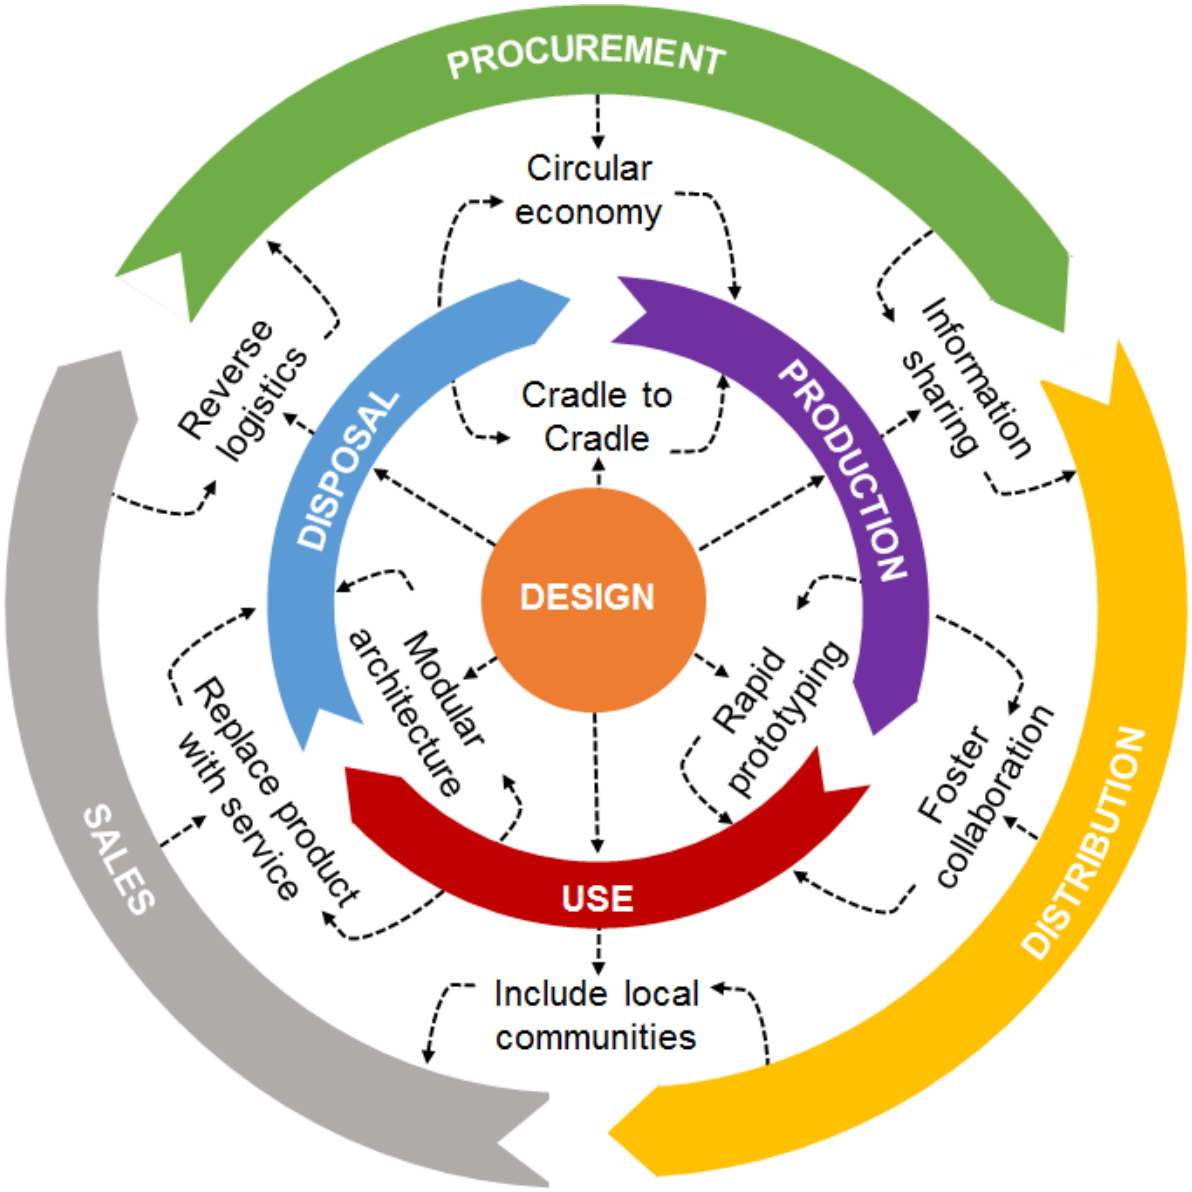 PROCUREMENT
Circular
economy
Reverse
logistics
Information
sharing
DISPOSAL
PRODUCTION
Cradle to
Cradle
DESIGN
Modular
architecture
Rapid
prototyping
Replace product
with service
Foster
collaboration
SALES
DISTRIBUTION
USE
Include local
communities